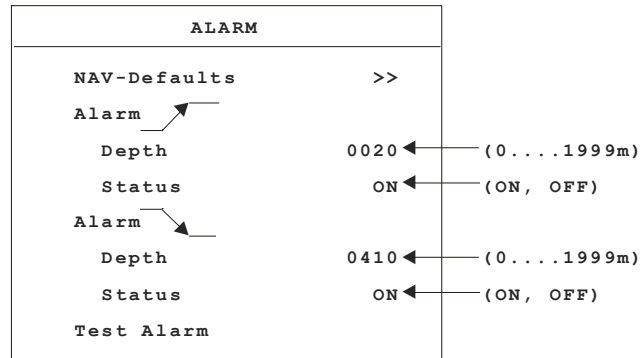 ALARM
NAV-Defaults >>
Alarm
Depth 0020 (0....1999m)
Status ON (ON, OFF)
Alarm
Depth 0410 (0....1999m)
Status ON (ON, OFF)
Test Alarm